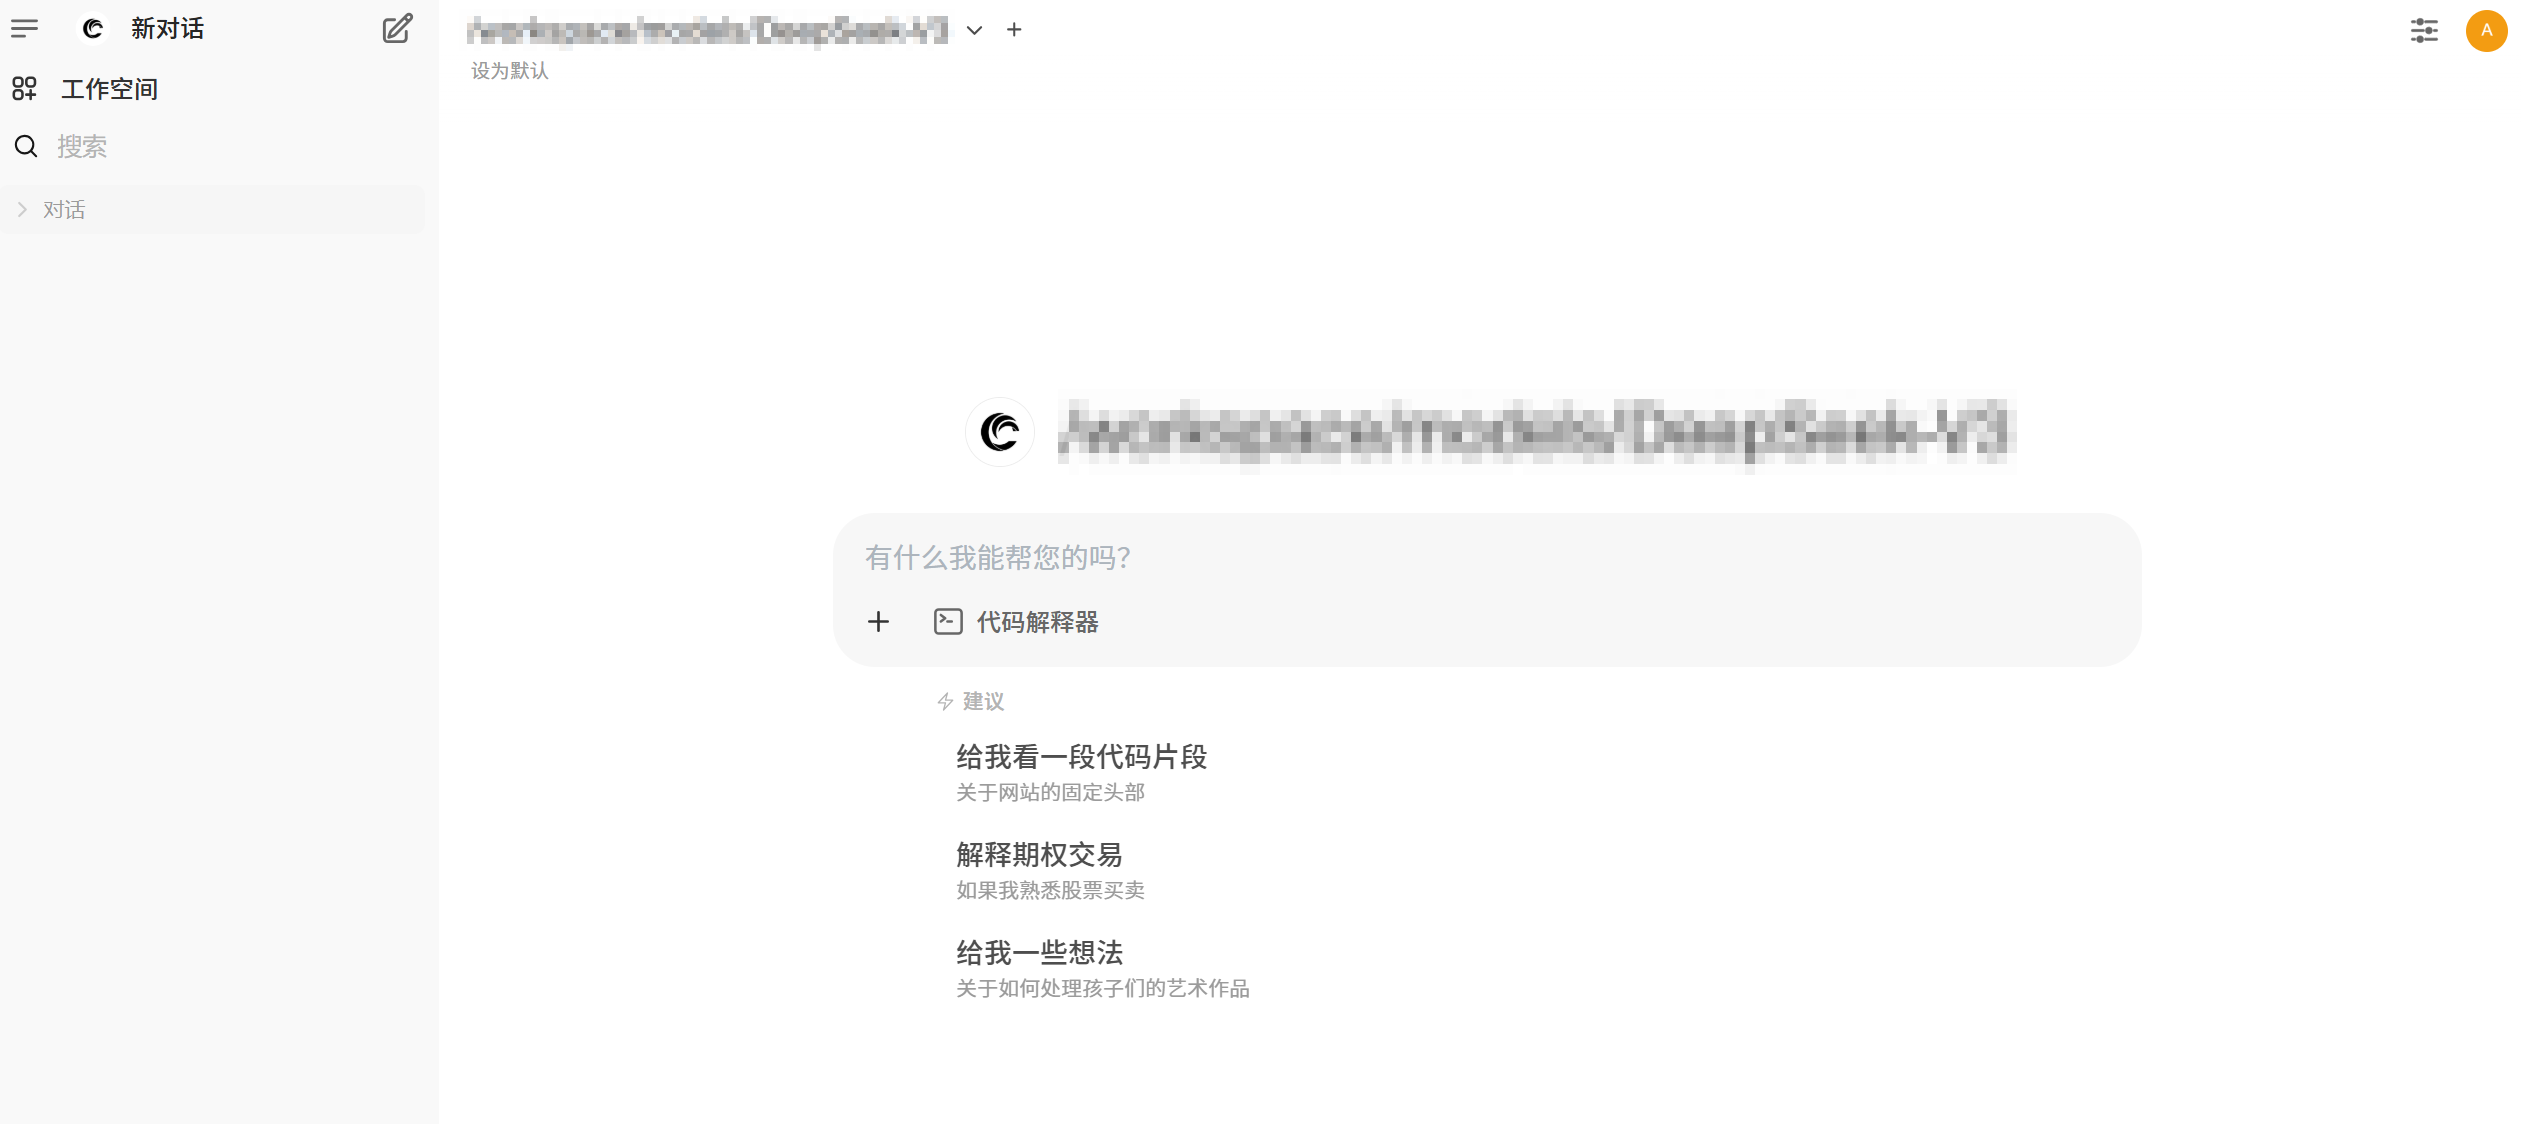 新对话
工作空间
搜索
对话
设为默认
A
有什么我能帮您的吗?
代码解释器
建议
给我看一段代码片段
关于网站的固定头部
解释期权交易
如果我熟悉股票买卖
给我一些想法
关于如何处理孩子们的艺术作品